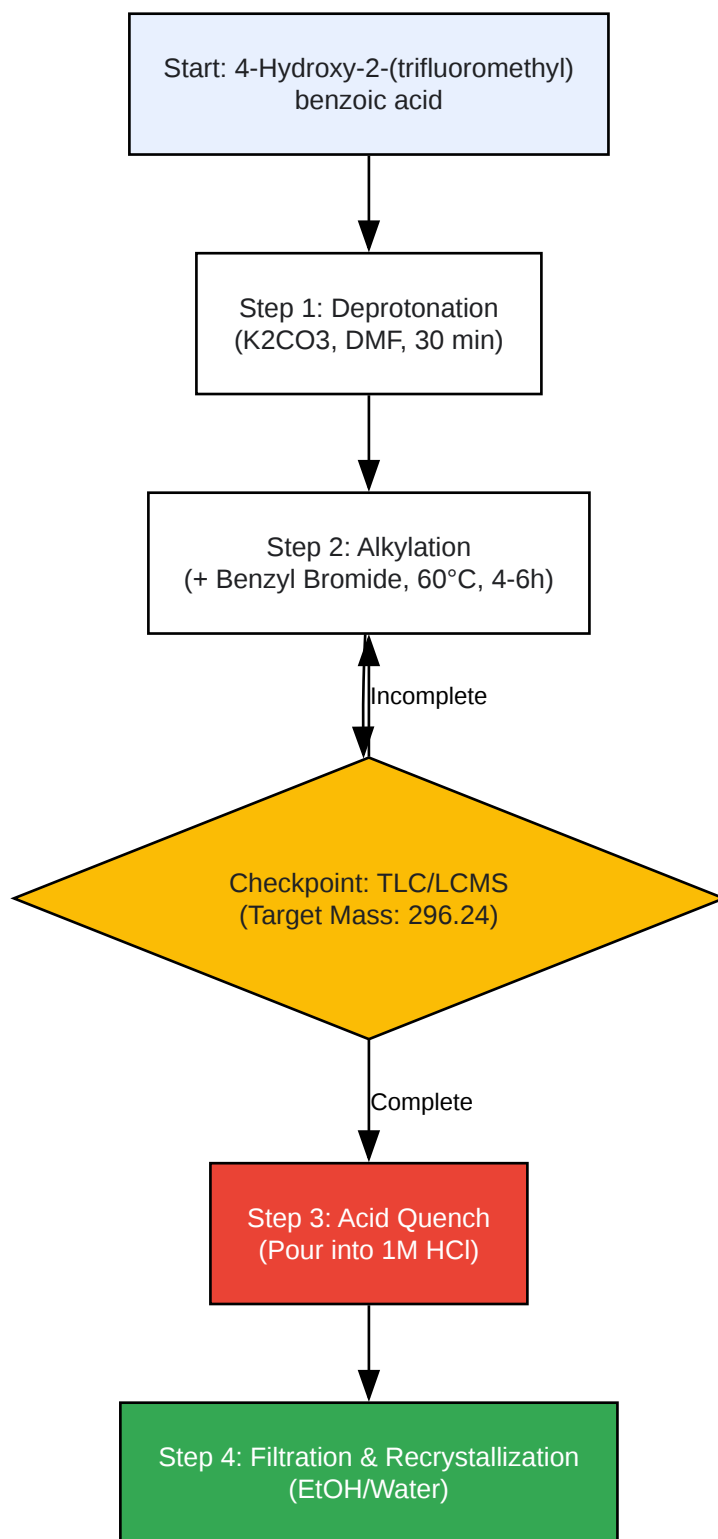 Start: 4-Hydroxy-2-(trifluoromethyl)
benzoic acid
Step 1: Deprotonation
(K2CO3, DMF, 30 min)
Step 2: Alkylation
(+ Benzyl Bromide, 60°C, 4-6h)
Incomplete
Checkpoint: TLC/LCMS
(Target Mass: 296.24)
Complete
Step 3: Acid Quench
(Pour into 1M HCl)
Step 4: Filtration & Recrystallization
(EtOH/Water)